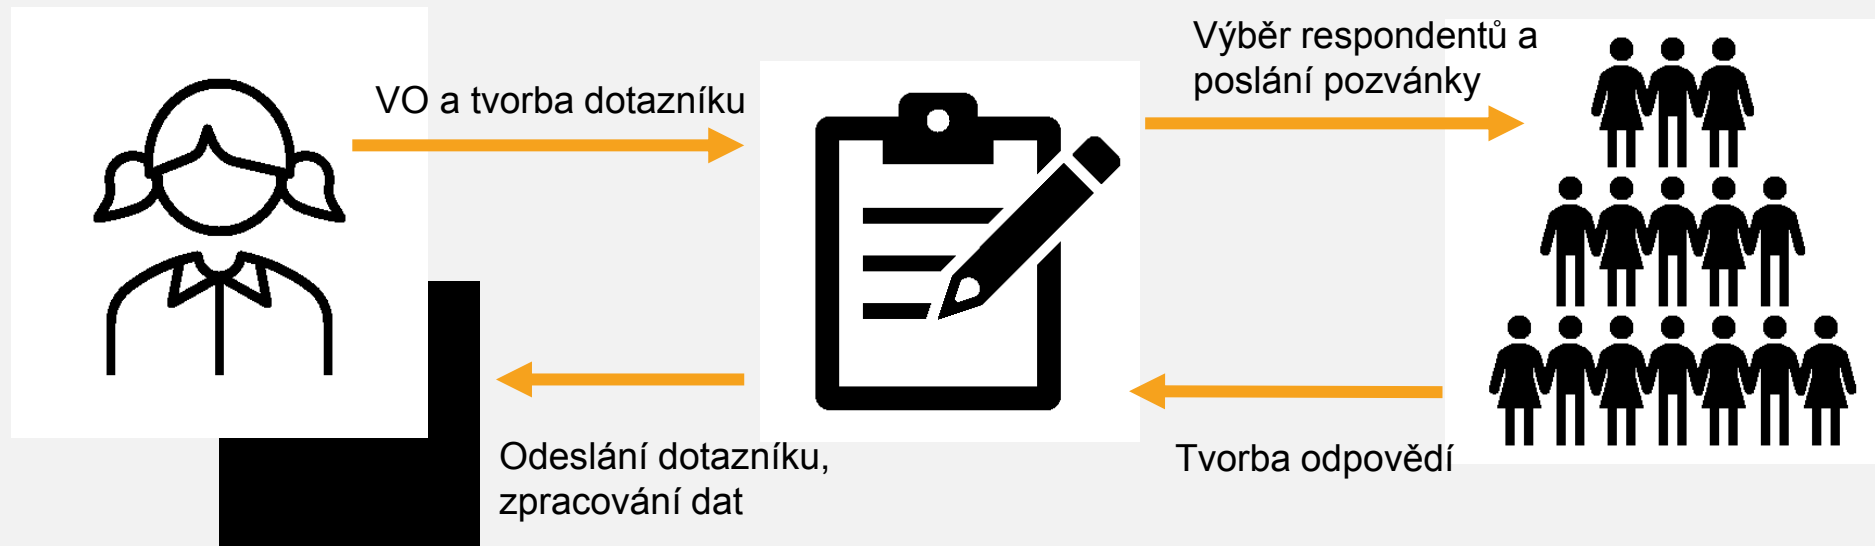 VO a tvorba dotazníku
Výběr respondentů a
poslání pozvánky
Odeslání dotazníku,
zpracování dat
Tvorba odpovědí